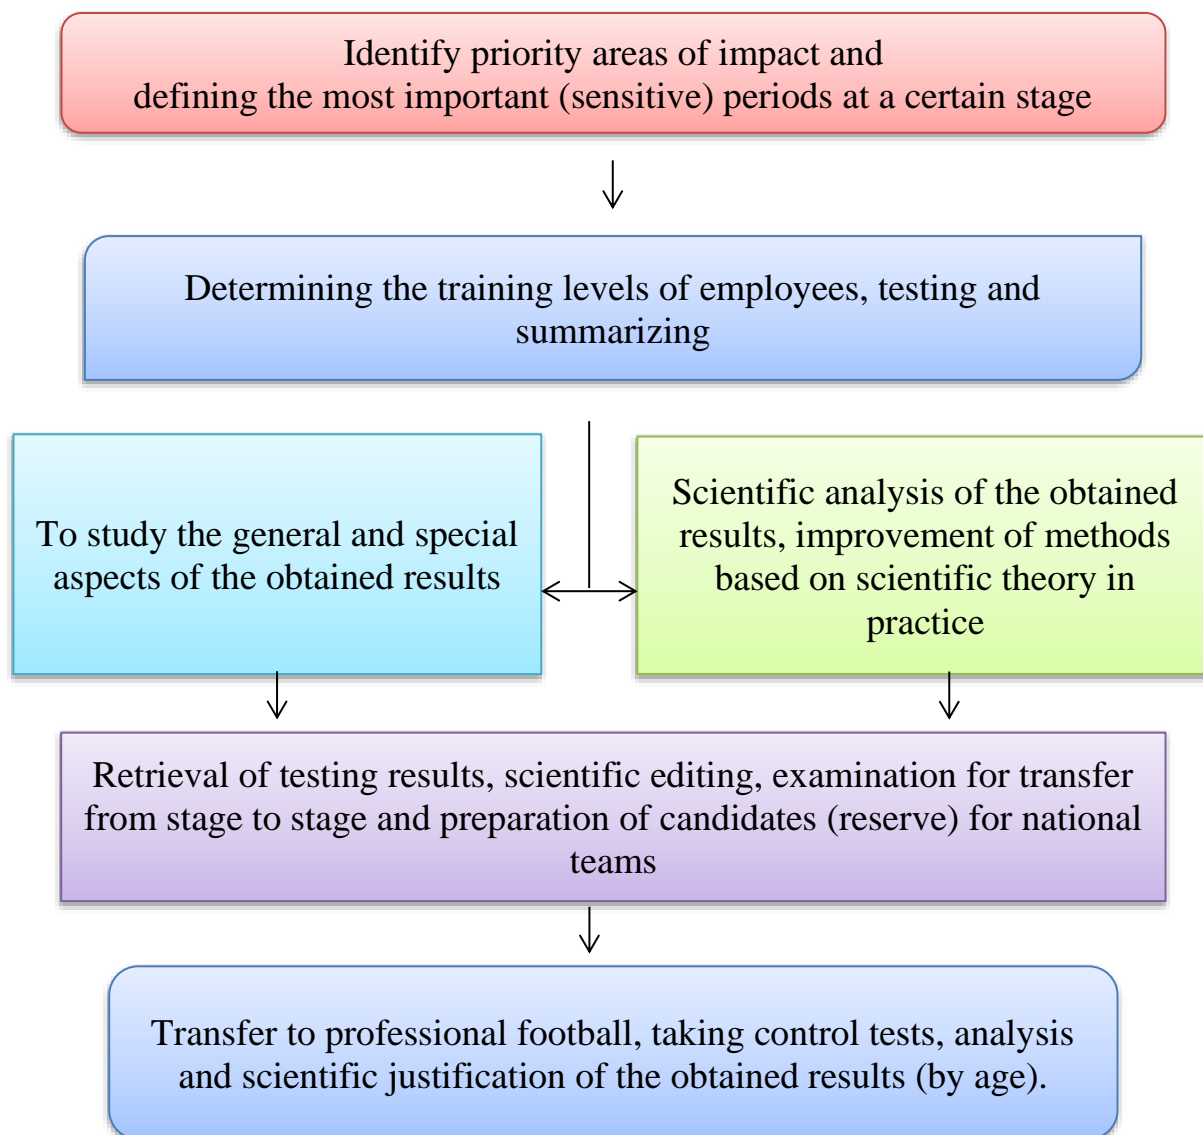 Identify priority areas of impact and
defining the most important (sensitive) periods at a certain stage
Determining the training levels of employees, testing and
summarizing
To study the general and special
aspects of the obtained results
Scientific analysis of the obtained
results, improvement of methods
based on scientific theory in
practice
Retrieval of testing results, scientific editing, examination for transfer
from stage to stage and preparation of candidates (reserve) for national
teams
Transfer to professional football, taking control tests, analysis
and scientific justification of the obtained results (by age).